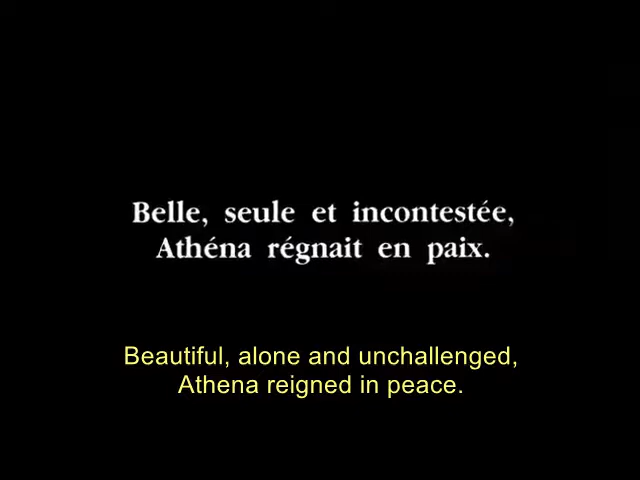 Belle, seule et incontestée,
Athéna régnait en paix.
Beautiful, alone and unchallenged,
Athena reigned in peace.